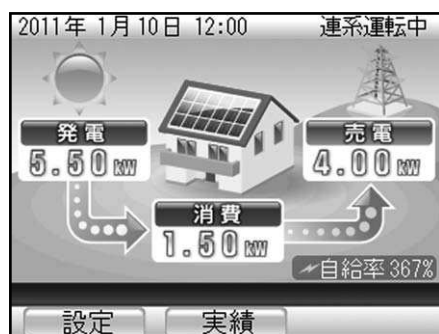 2011年 1月10日 12:00 連系運転中
発電
5.50kW
売電
4.00kW
消費
1.50kW
自給率 367%
設定 実績